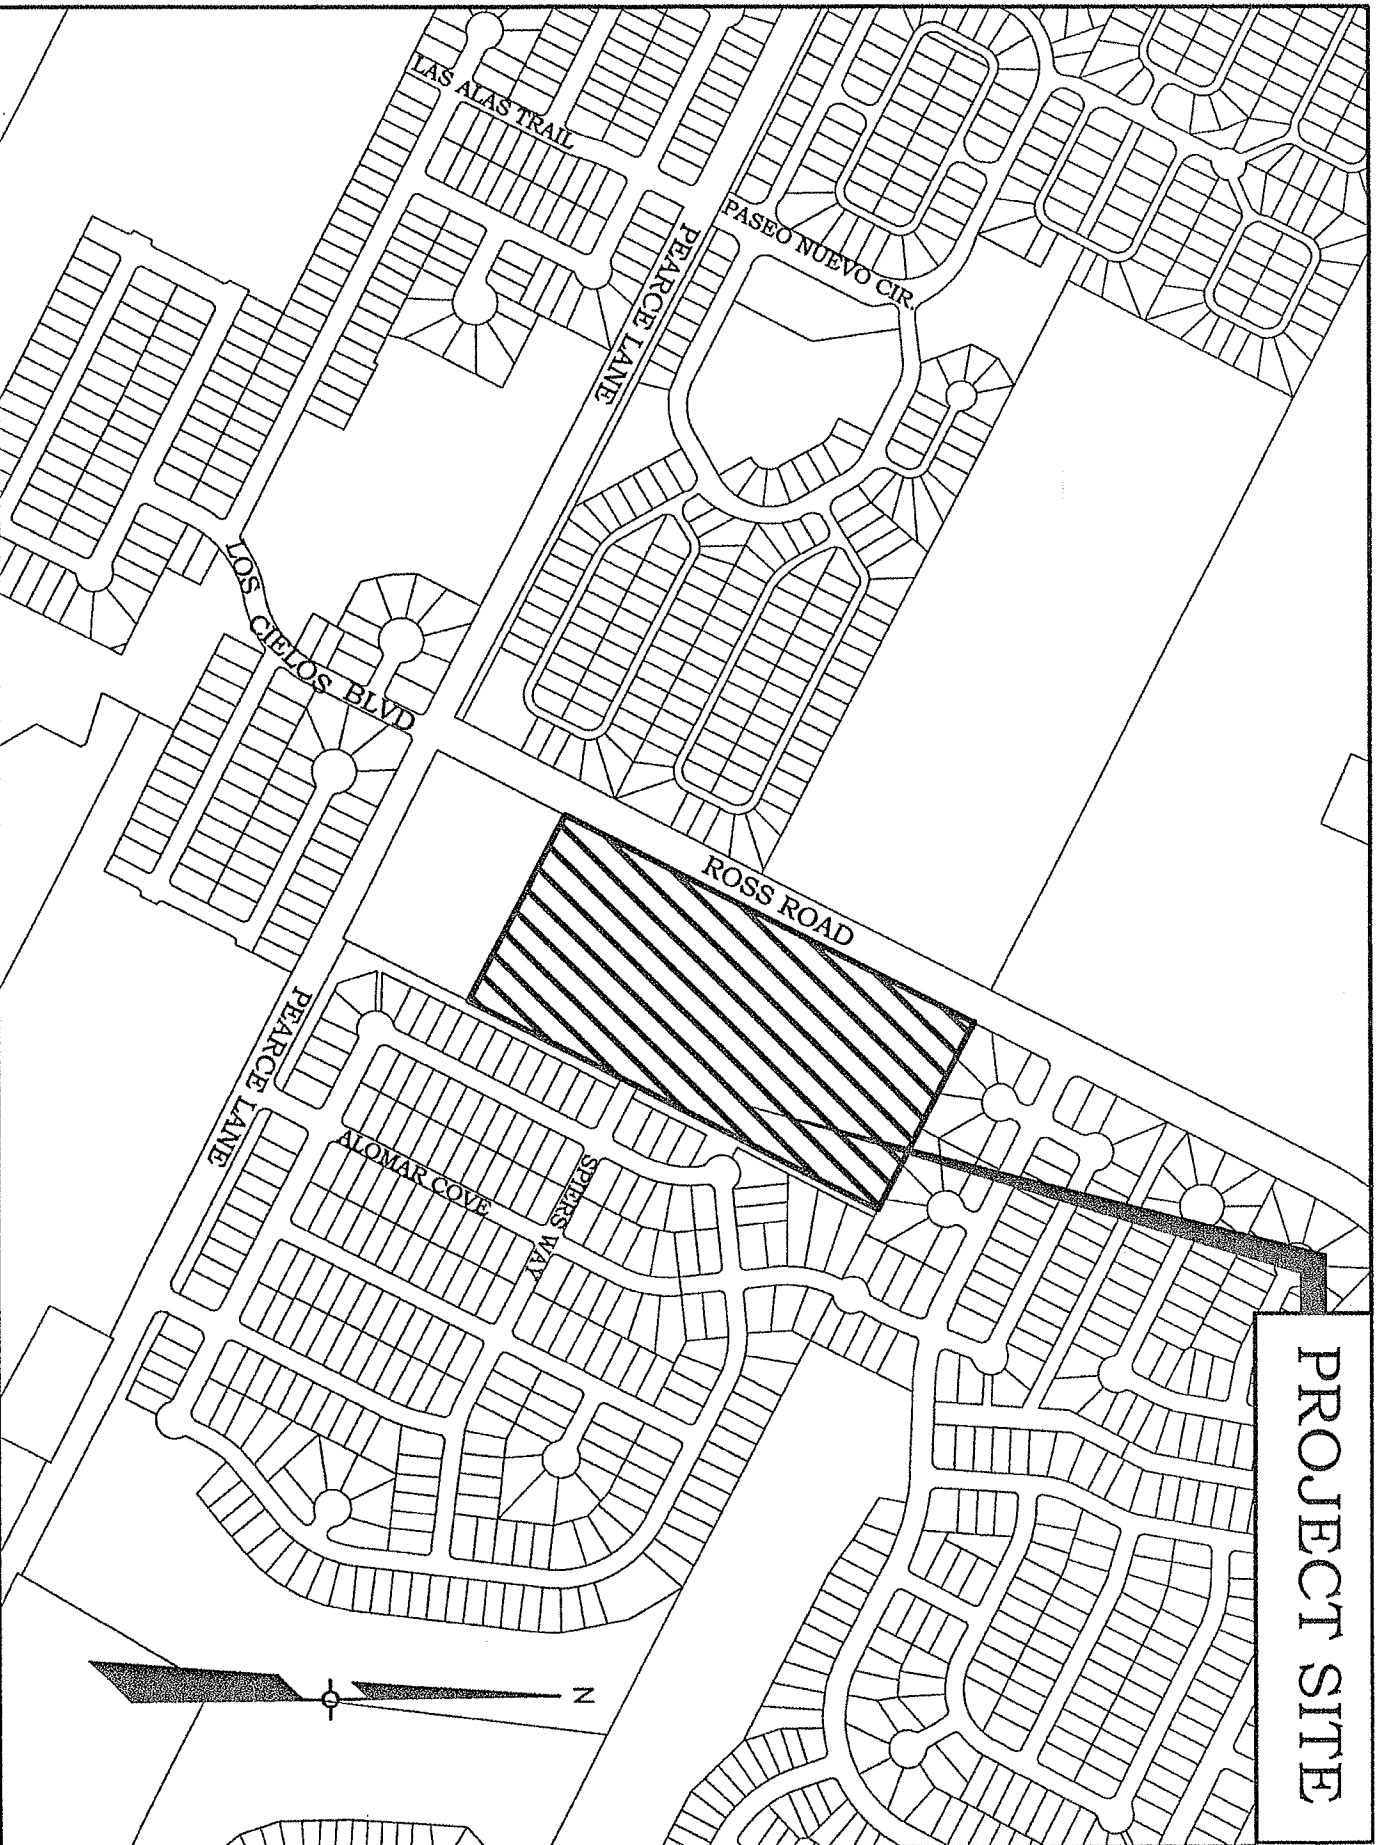 LAS ALAS TRAIL
PASEO NUEVO CIR.
PEARCE LANE
LOS CIELOS BLVD
ROSS ROAD
PEARCE LANE
ALOMAR COVE
SPIERS WAY
PROJECT SITE
N